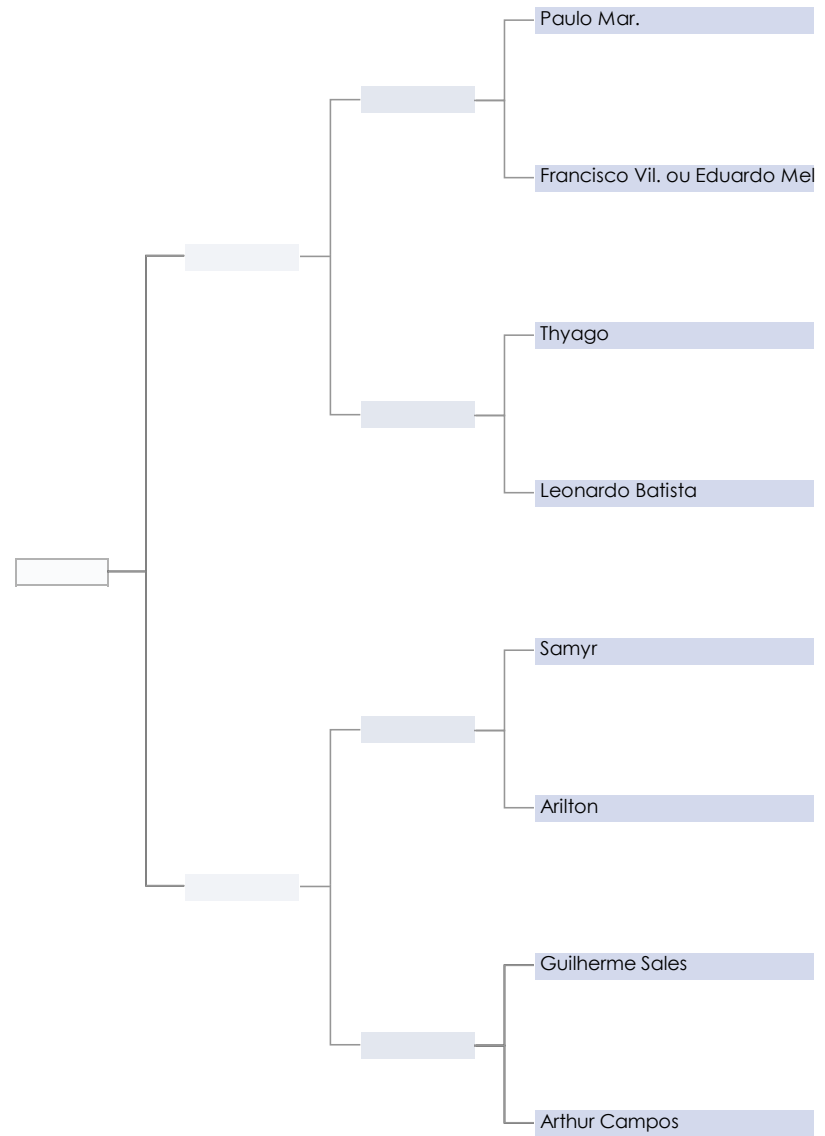 Paulo Mar.
Francisco Vil. ou Eduardo Mel
Thyago
Leonardo Batista
Samyr
Arilton
Guilherme Sales
Arthur Campos